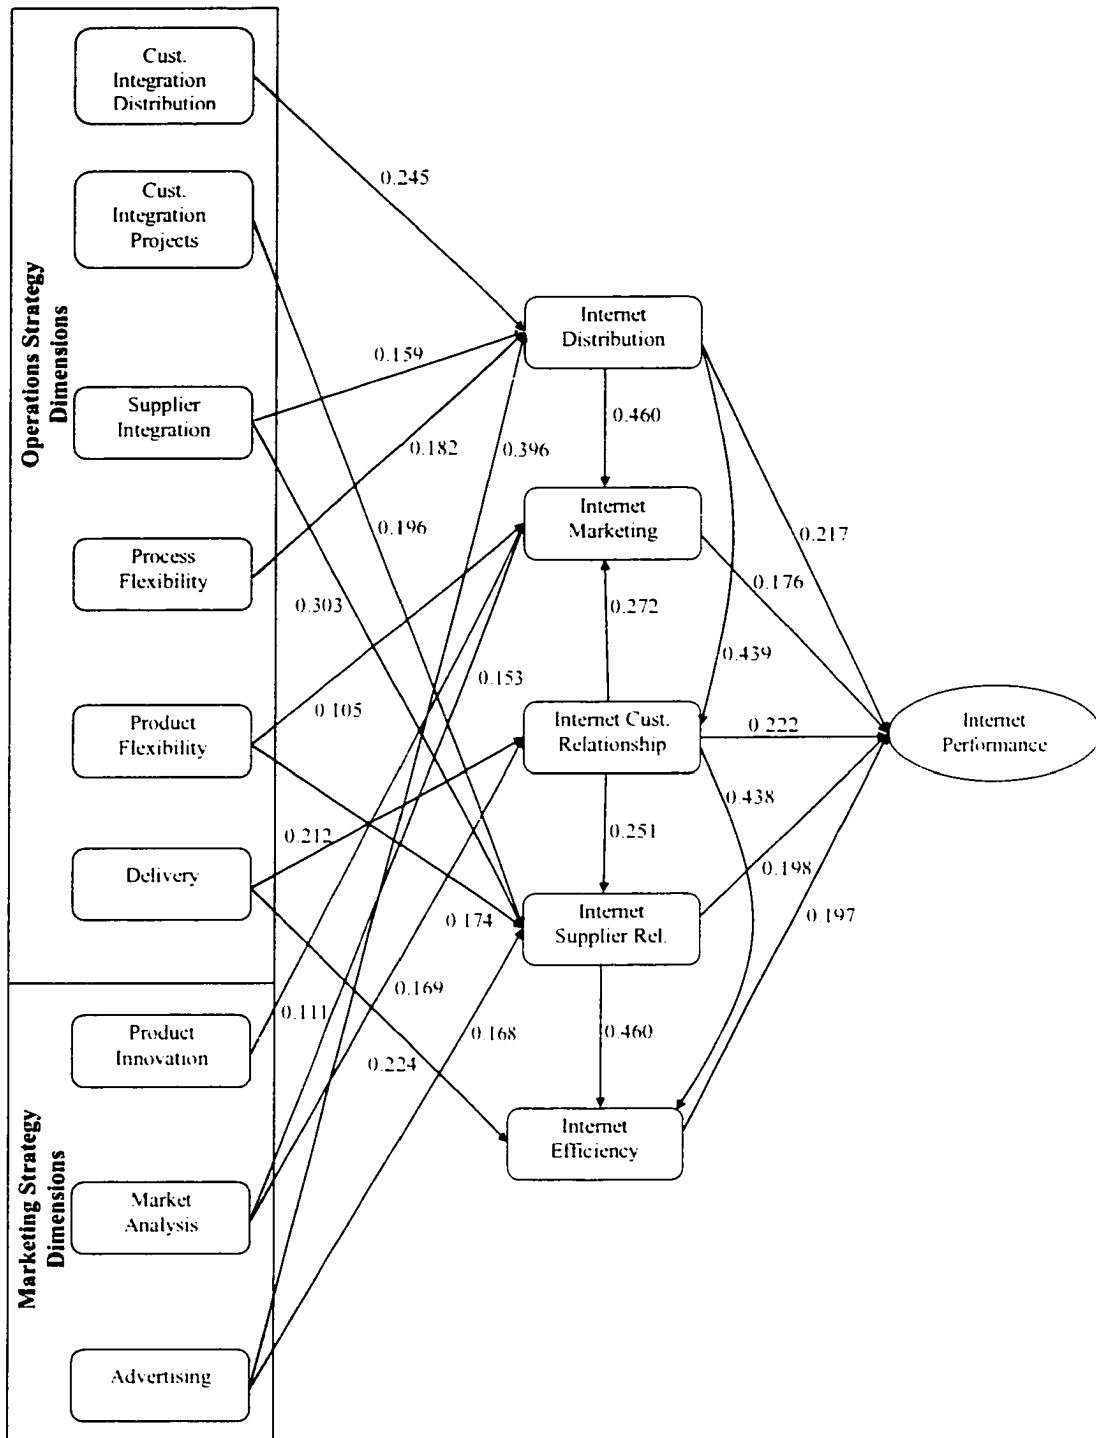 Operations Strategy
Dimensions
Cust.
Integration
Distribution
Cust.
Integration
Projects
Supplier
Integration
Process
Flexibility
Product
Flexibility
Delivery
Marketing Strategy
Dimensions
Product
Innovation
Market
Analysis
Advertising
0.245
0.159
0.182
0.396
0.196
0.303
0.153
0.105
0.212
0.174
0.111
0.169
0.168
0.224
Internet
Distribution
0.460
Internet
Marketing
0.272
Internet Cust.
Relationship
0.251
Internet
Supplier Rel.
0.460
Internet
Efficiency
0.217
0.176
0.439
0.222
0.438
0.198
0.197
Internet
Performance